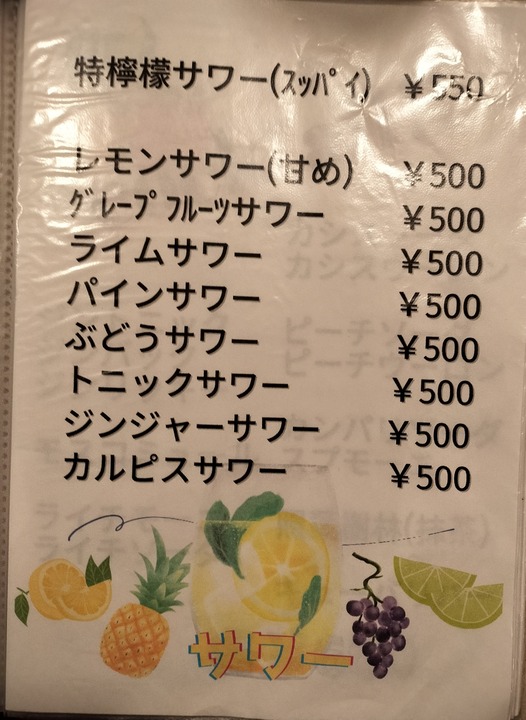 特檸檬サワー(ｽｯﾊﾟｲ) ￥550
レモンサワー(甘め) ￥500
ｸﾞﾚｰﾌﾟﾌﾙｰﾂサワー ￥500
ライムサワー ￥500
パインサワー ￥500
ぶどうサワー ￥500
トニックサワー ￥500
ジンジャーサワー ￥500
カルピスサワー ￥500
サワー